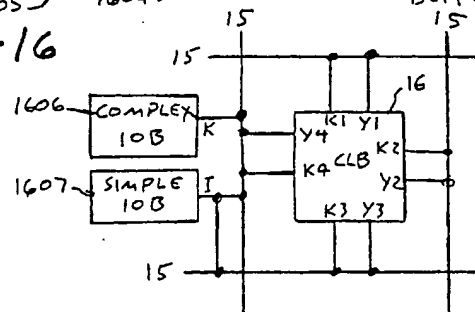 15
15
16
15
16
1606
COMPLEX
IOB
K
K1 Y1
Y4
K4 CLB
K2
Y2
K3 Y3
1607
SIMPLE
IOB
I
15